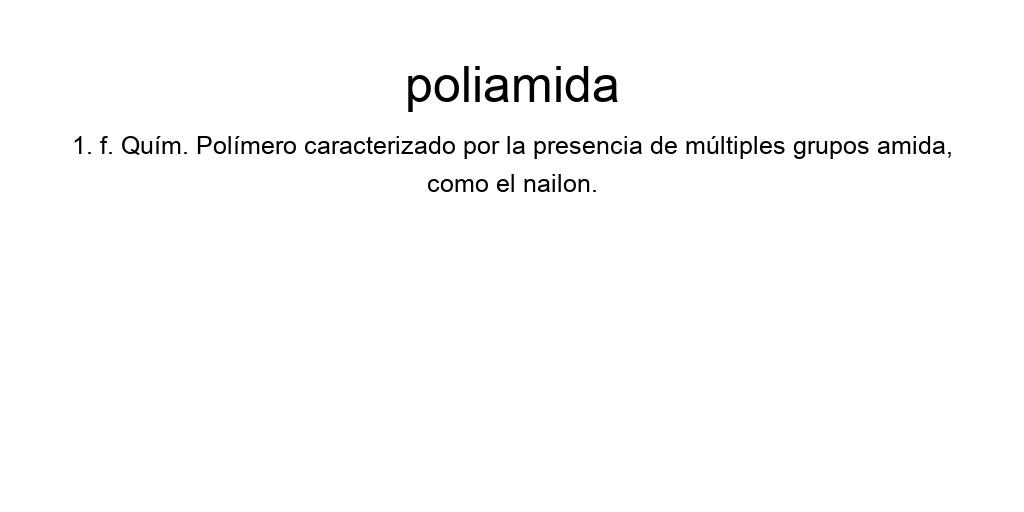 poliamida
1. f. Quím. Polímero caracterizado por la presencia de múltiples grupos amida,
como el nailon.